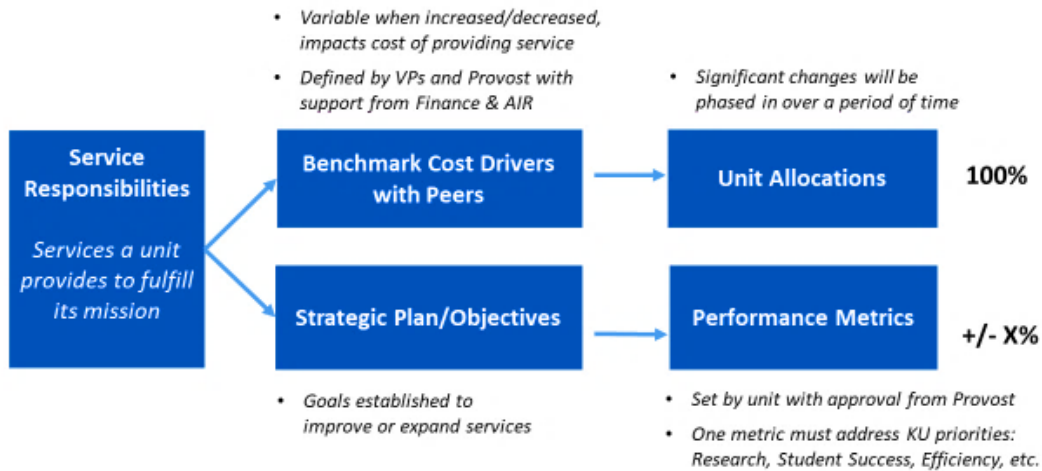 • Variable when increased/decreased,
impacts cost of providing service
• Defined by VPs and Provost with
support from Finance & AIR
• Significant changes will be
phased in over a period of time
Service
Responsibilities
Services a unit
provides to fulfill
its mission
Benchmark Cost Drivers
with Peers
Unit Allocations
100%
Strategic Plan/Objectives
Performance Metrics
+/- X%
• Goals established to
improve or expand services
• Set by unit with approval from Provost
• One metric must address KU priorities:
Research, Student Success, Efficiency, etc.